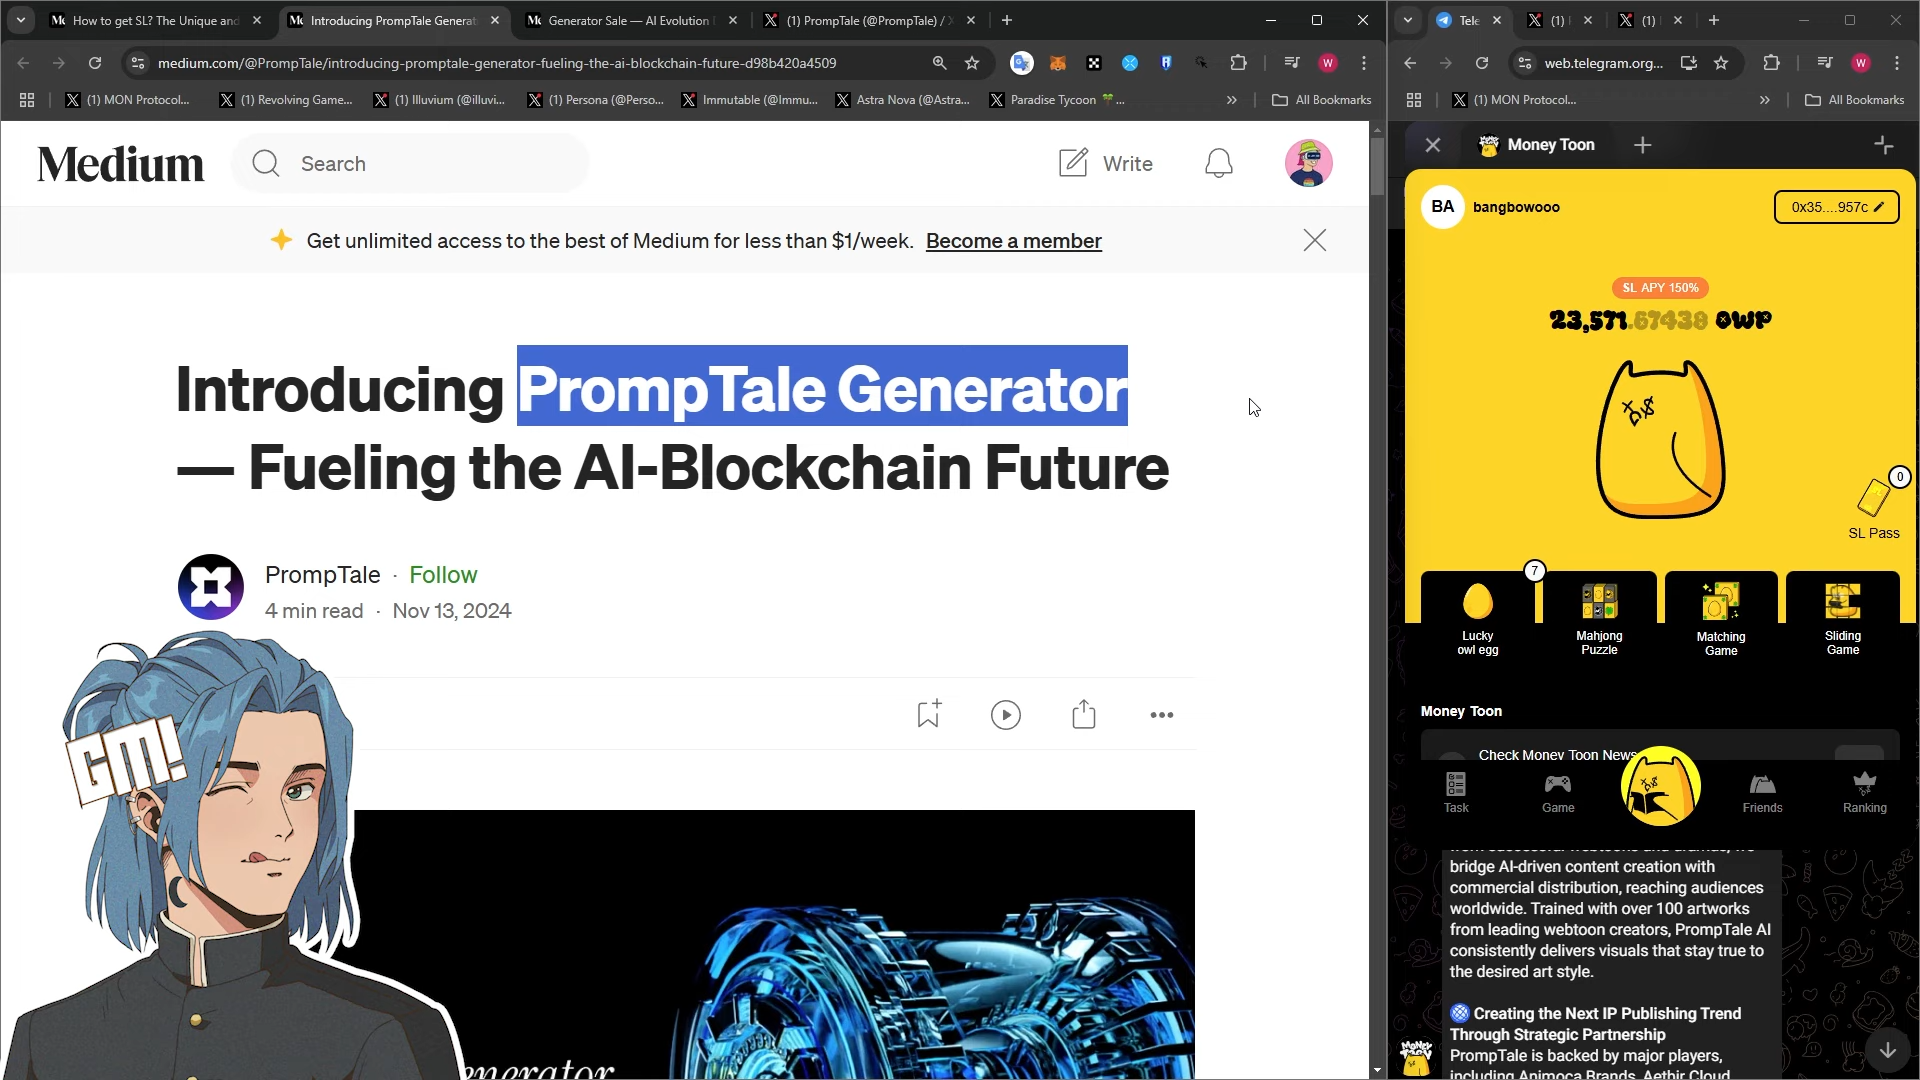 How to get SL? The Unique and
Introducing PrompTale Generat
Generator Sale — AI Evolution
(1) PrompTale (@PrompTale) / X
medium.com/@PrompTale/introducing-promptale-generator-fueling-the-ai-blockchain-future-d98b420a4509
W
(1) MON Protocol...
(1) Revolving Game...
(1) Illuvium (@illuvi...
(1) Persona (@Perso...
Immutable (@Immu...
Astra Nova (@Astra...
Paradise Tycoon 🌴...
»
All Bookmarks
Medium
Search
Write
Get unlimited access to the best of Medium for less than $1/week. Become a member
Introducing PrompTale Generator
— Fueling the AI-Blockchain Future
PrompTale · Follow
4 min read · Nov 13, 2024
GM!
enerator
Tele
(1)
(1)
web.telegram.org...
W
(1) MON Protocol...
»
All Bookmarks
Money Toon
BA
bangbowooo
0x35....957c
SL APY 150%
23,571.67438 OWP
0
SL Pass
7
Lucky
owl egg
Mahjong
Puzzle
Matching
Game
Sliding
Game
Money Toon
Check Money Toon News
Task
Game
Friends
Ranking
bridge AI-driven content creation with
commercial distribution, reaching audiences
worldwide. Trained with over 100 artworks
from leading webtoon creators, PrompTale AI
consistently delivers visuals that stay true to
the desired art style.
🌐 Creating the Next IP Publishing Trend
Through Strategic Partnership
PrompTale is backed by major players,
including Animoca Brands, Aethir Cloud